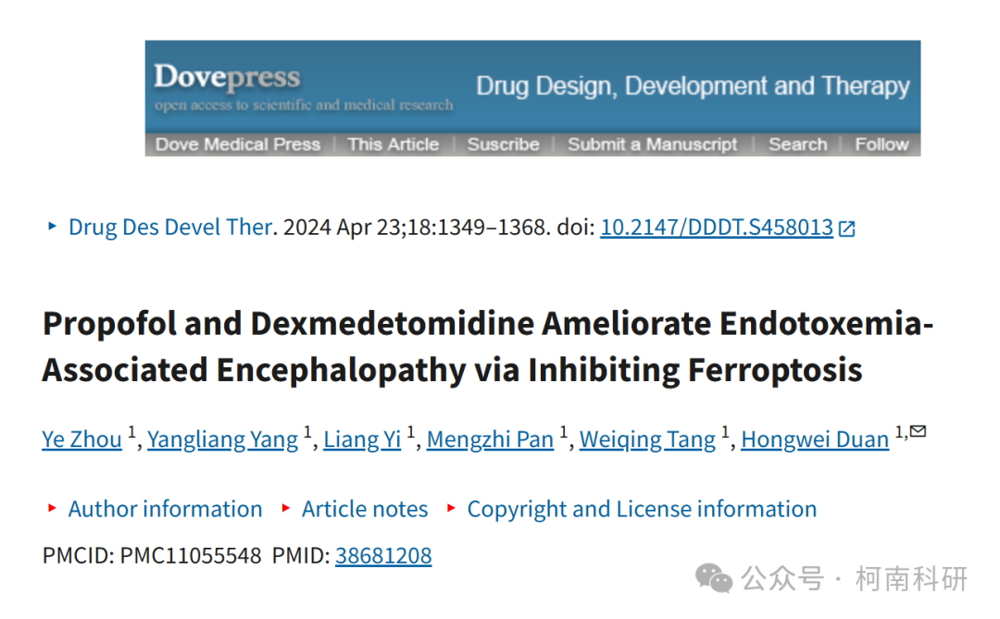 Dovepress
open access to scientific and medical research
Drug Design, Development and Therapy
Dove Medical Press | This Article | Suscribe | Submit a Manuscript | Search | Follow
Drug Des Devel Ther. 2024 Apr 23;18:1349–1368. doi: 10.2147/DDDT.S458013
Propofol and Dexmedetomidine Ameliorate Endotoxemia-
Associated Encephalopathy via Inhibiting Ferroptosis
Ye Zhou 1, Yangliang Yang 1, Liang Yi 1, Mengzhi Pan 1, Weiqing Tang 1, Hongwei Duan 1,✉
Author information Article notes Copyright and License information
PMCID: PMC11055548 PMID: 38681208
公众号 · 柯南科研